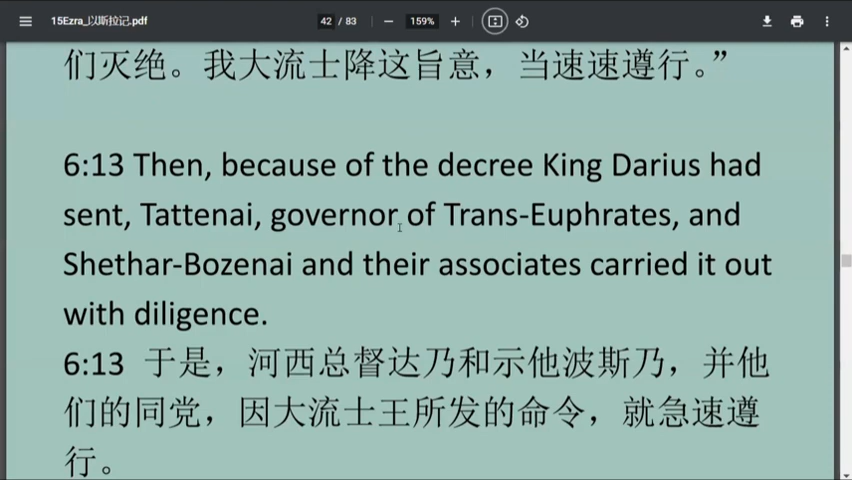 15Ezra_以斯拉记.pdf 42 / 83 159%
们灭绝。我大流士降这旨意，当速速遵行。”
6:13 Then, because of the decree King Darius had
sent, Tattenai, governor of Trans-Euphrates, and
Shethar-Bozenai and their associates carried it out
with diligence.
6:13 于是，河西总督达乃和示他波斯乃，并他
们的同党，因大流士王所发的命令，就急速遵
行。